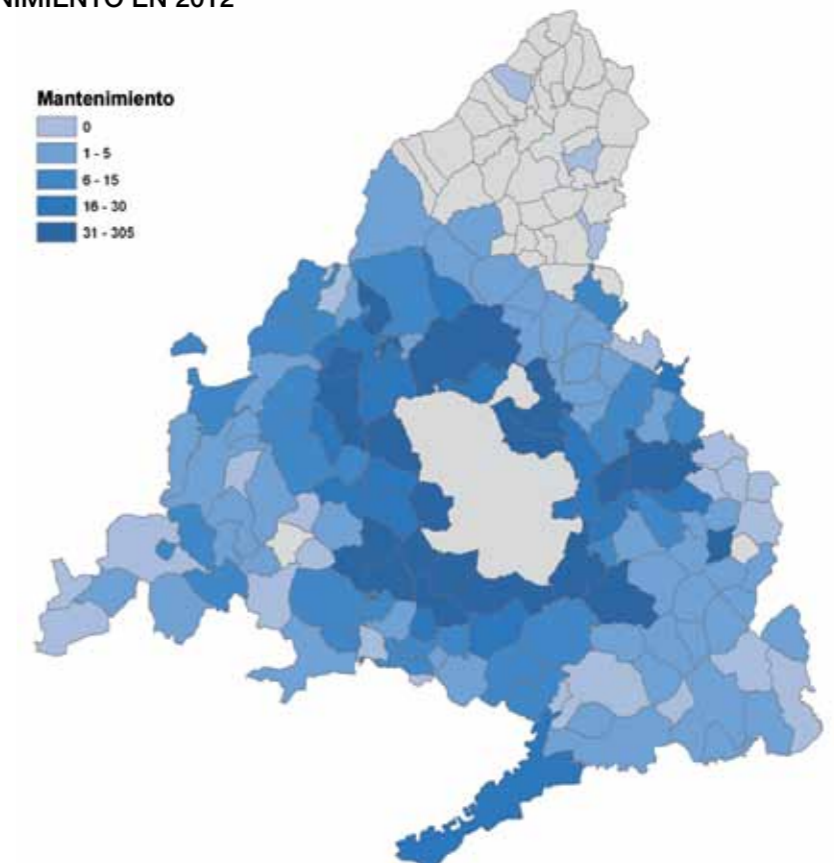 NIMIENTO EN 2012
Mantenimiento
0
1 - 5
6 - 15
16 - 30
31 - 305